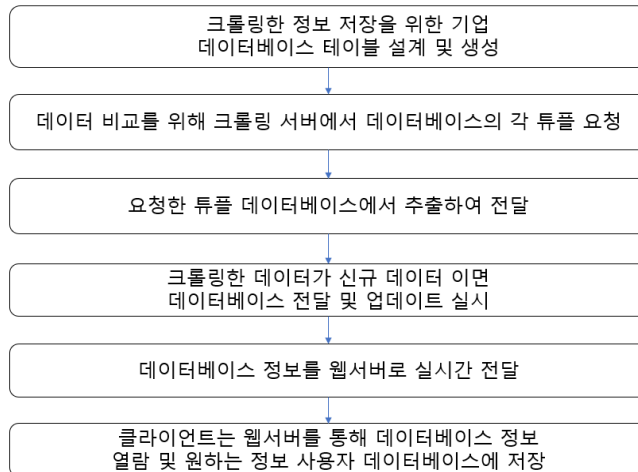 크롤링한 정보 저장을 위한 기업
데이터베이스 테이블 설계 및 생성
데이터 비교를 위해 크롤링 서버에서 데이터베이스의 각 튜플 요청
요청한 튜플 데이터베이스에서 추출하여 전달
크롤링한 데이터가 신규 데이터 이면
데이터베이스 전달 및 업데이트 실시
데이터베이스 정보를 웹서버로 실시간 전달
클라이언트는 웹서버를 통해 데이터베이스 정보
열람 및 원하는 정보 사용자 데이터베이스에 저장